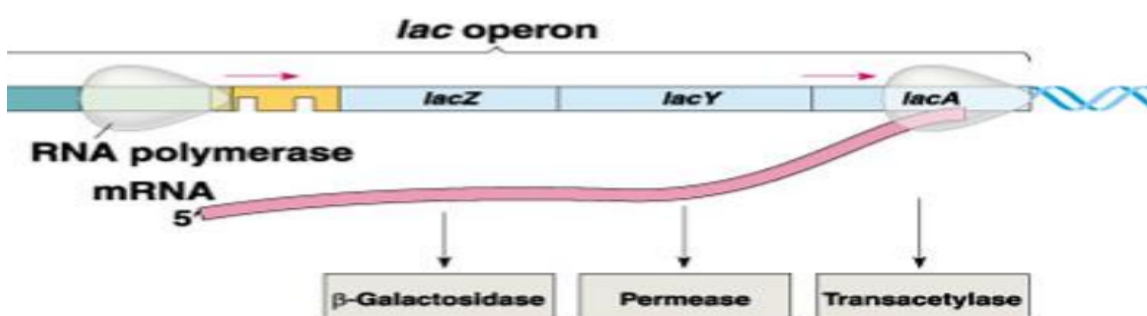 lac operon
lacZ
lacY
lacA
RNA polymerase
mRNA
5'
β-Galactosidase
Permease
Transacetylase